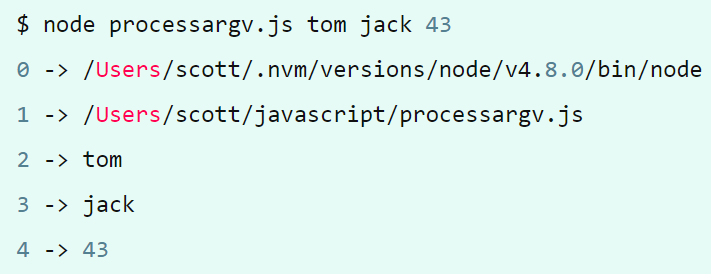 $ node processargv.js tom jack 43
0 -> /Users/scott/.nvm/versions/node/v4.8.0/bin/node
1 -> /Users/scott/javascript/processargv.js
2 -> tom
3 -> jack
4 -> 43